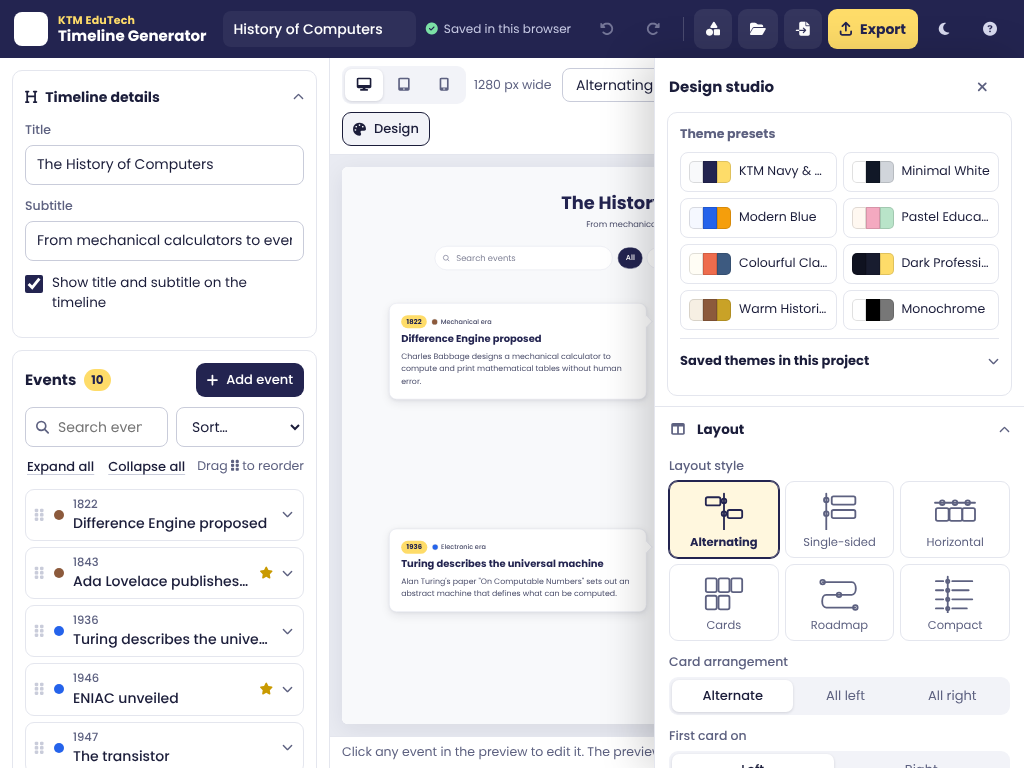 KTM EduTech
Timeline Generator
History of Computers
Saved in this browser
Export
Timeline details
Title
The History of Computers
Subtitle
From mechanical calculators to ever
Show title and subtitle on the
timeline
Events 10
Add event
Search ever
Sort...
Expand all
Collapse all
Drag to reorder
1822
Difference Engine proposed
1843
Ada Lovelace publishes...
1936
Turing describes the unive...
1946
ENIAC unveiled
1947
The transistor
1280 px wide
Alternating
Design
The Histor
From mechanica
Search events
All
1822 Mechanical era
Difference Engine proposed
Charles Babbage designs a mechanical calculator to
compute and print mathematical tables without human
error.
1936 Electronic era
Turing describes the universal machine
Alan Turing's paper "On Computable Numbers" sets out an
abstract machine that defines what can be computed.
Click any event in the preview to edit it. The preview
Design studio
Theme presets
KTM Navy & ...
Minimal White
Modern Blue
Pastel Educa...
Colourful Cla...
Dark Professi...
Warm Histori...
Monochrome
Saved themes in this project
Layout
Layout style
Alternating
Single-sided
Horizontal
Cards
Roadmap
Compact
Card arrangement
Alternate
All left
All right
First card on
Left
Right